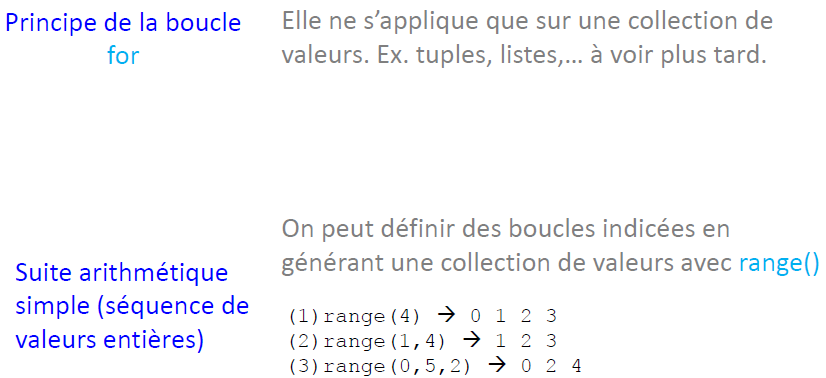 Principe de la boucle
for
Elle ne s’applique que sur une collection de
valeurs. Ex. tuples, listes,… à voir plus tard.
Suite arithmétique
simple (séquence de
valeurs entières)
On peut définir des boucles indicées en
générant une collection de valeurs avec range()
(1)range(4) → 0 1 2 3
(2)range(1,4) → 1 2 3
(3)range(0,5,2) → 0 2 4